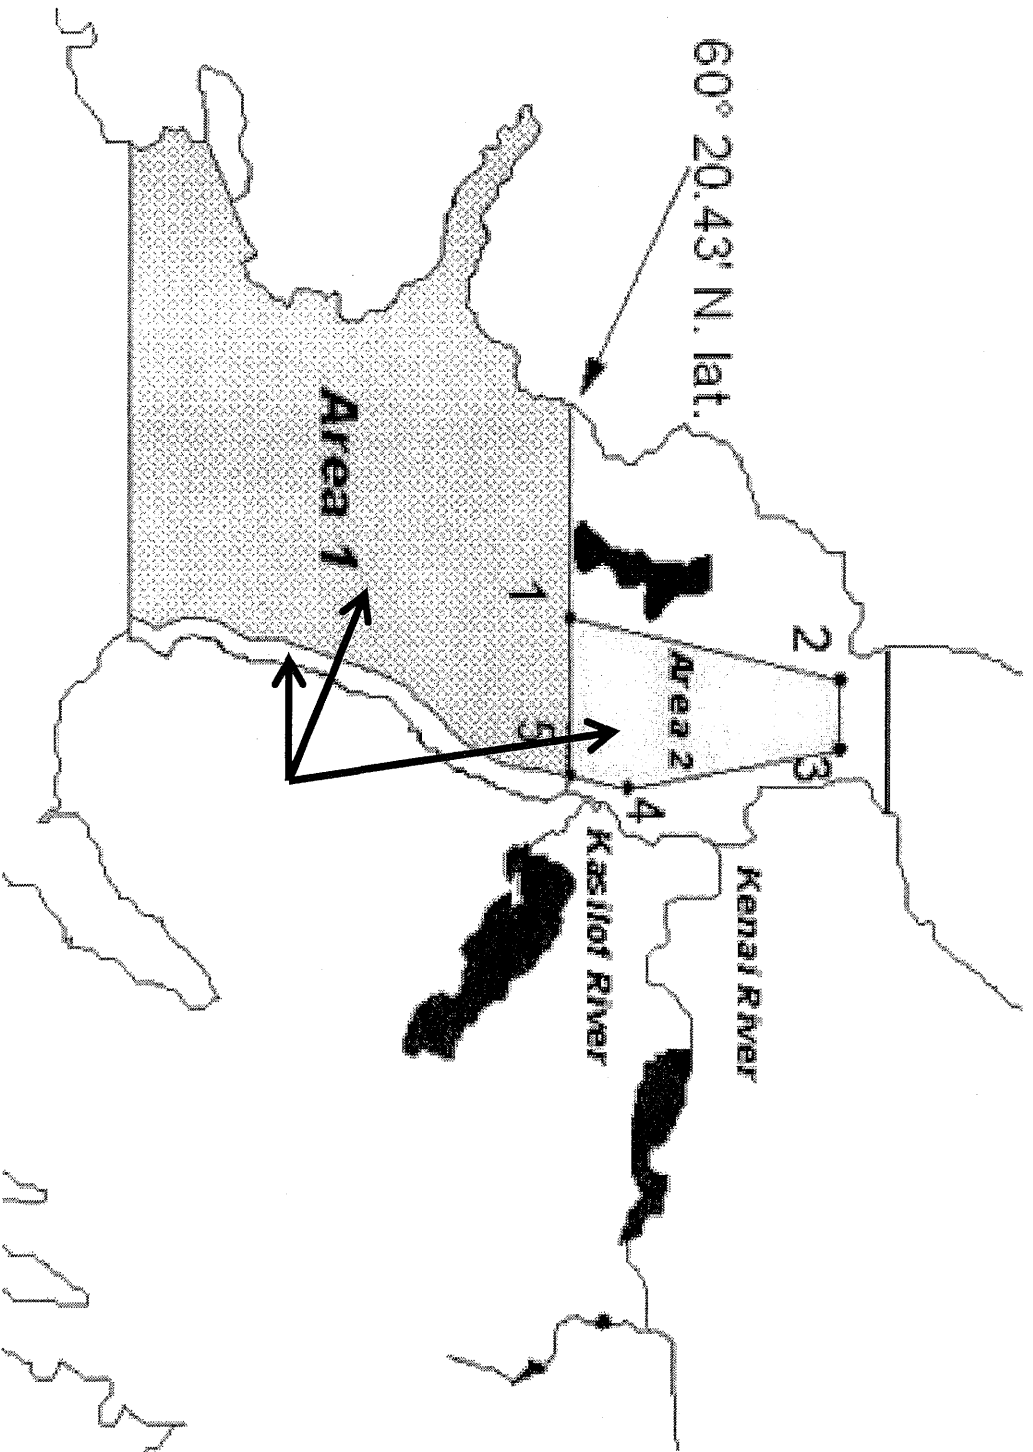 60° 20.43' N. lat.
2
3
1
Area 2
5
4
Area 1
Kenai River
Kasilof River